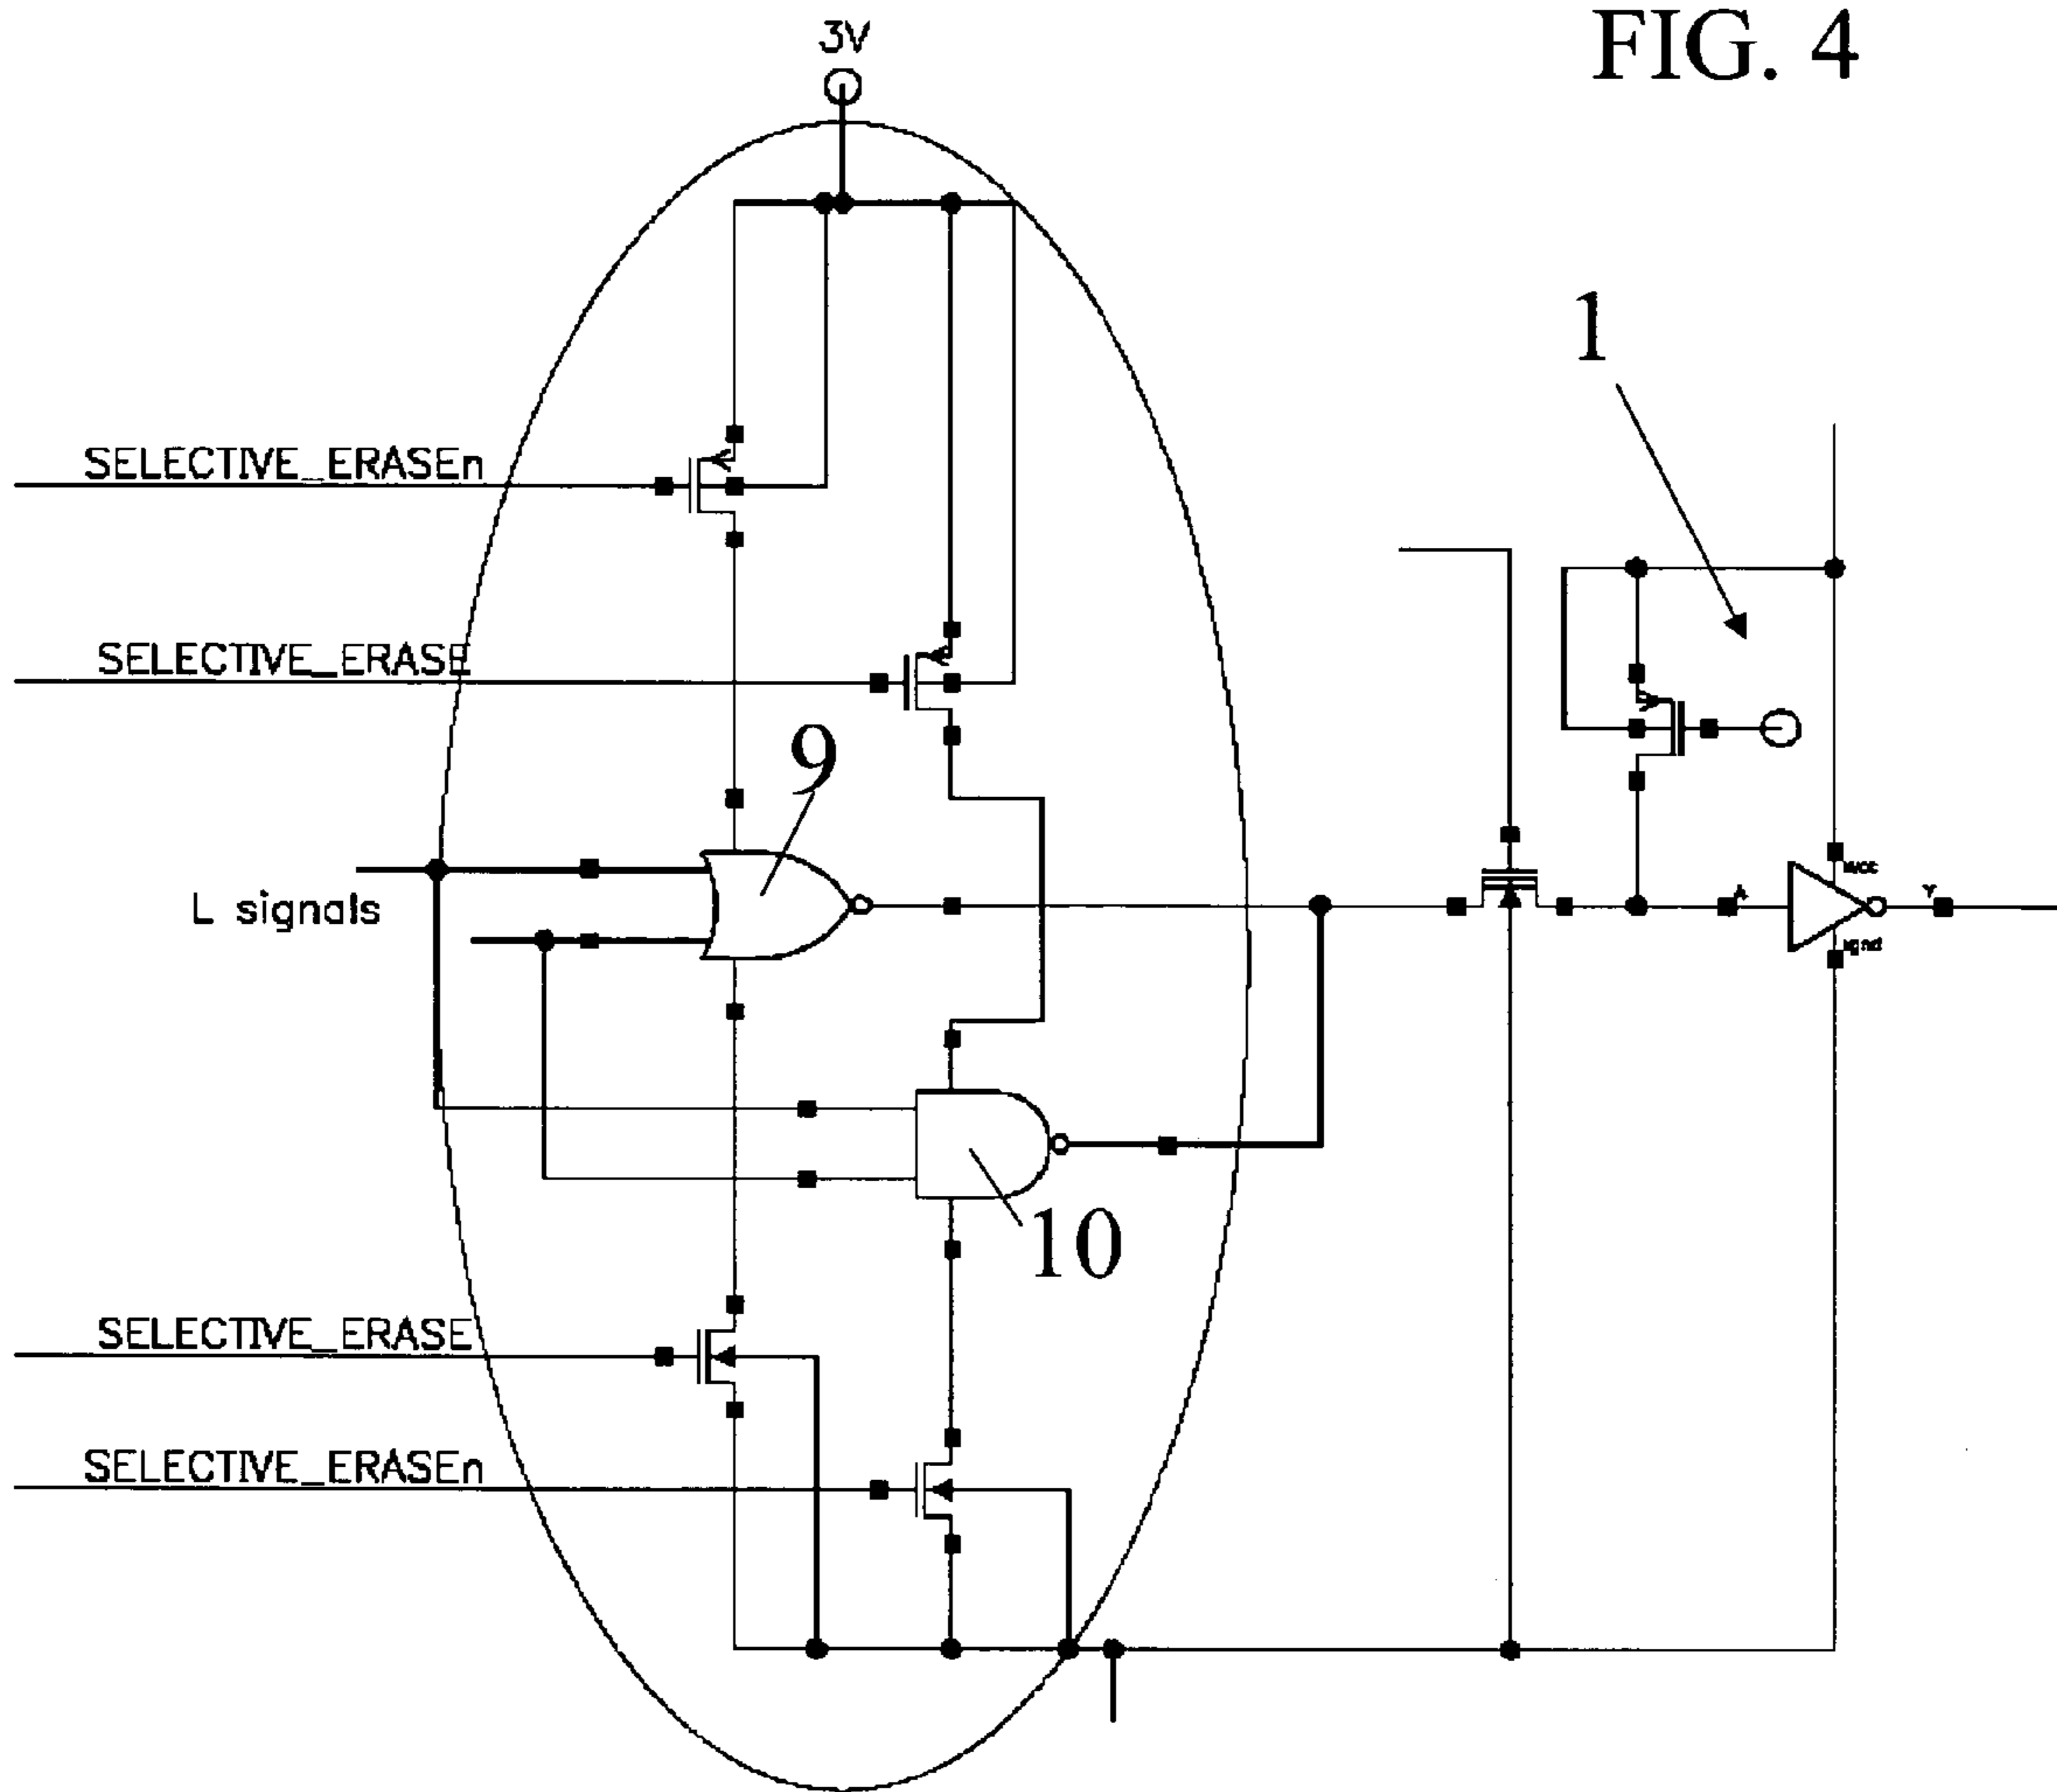 FIG. 4
3V
1
SELECTIVE_ERASEn
SELECTIVE_ERASE
9
L signals
A
Y
10
SELECTIVE_ERASE
SELECTIVE_ERASEn